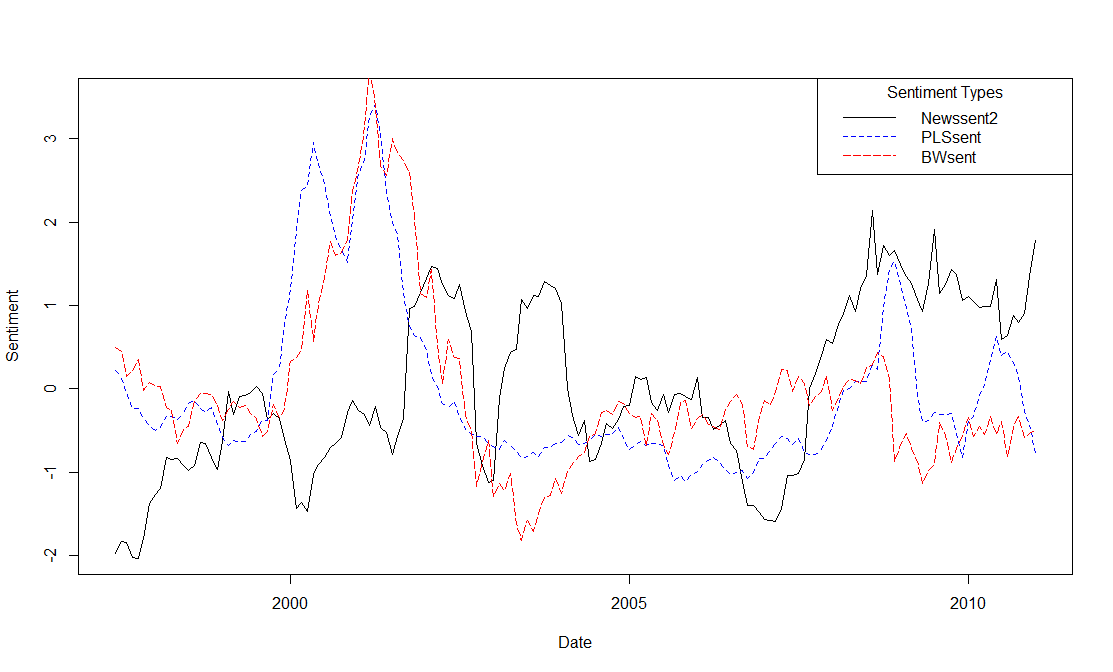 Sentiment Types
Newssent2
PLSsent
BWsent
3
2
1
0
-1
-2
Sentiment
2000 2005 2010
Date